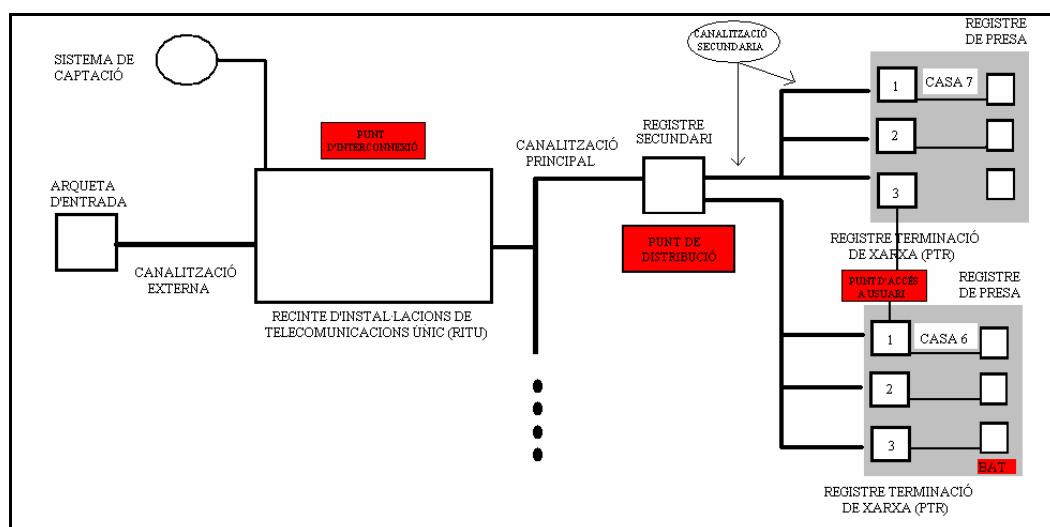 SISTEMA DE
CAPTACIÓ
ARQUETA
D'ENTRADA
CANALITZACIÓ
EXTERNA
PUNT
D'INTERCONNEXIÓ
RECINTE D'INSTAL·LACIONS DE
TELECOMUNICACIONS ÚNIC (RITU)
CANALITZACIÓ
PRINCIPAL
REGISTRE
SECUNDARI
PUNT DE
DISTRIBUCIÓ
CANALITZACIÓ
SECUNDARIA
REGISTRE
DE PRESA
1
CASA 7
2
3
REGISTRE TERMINACIÓ
DE XARXA (PTR)
PUNT D'ACCÉS
A USUARI
REGISTRE
DE PRESA
1
CASA 6
2
3
BAT
REGISTRE TERMINACIÓ
DE XARXA (PTR)